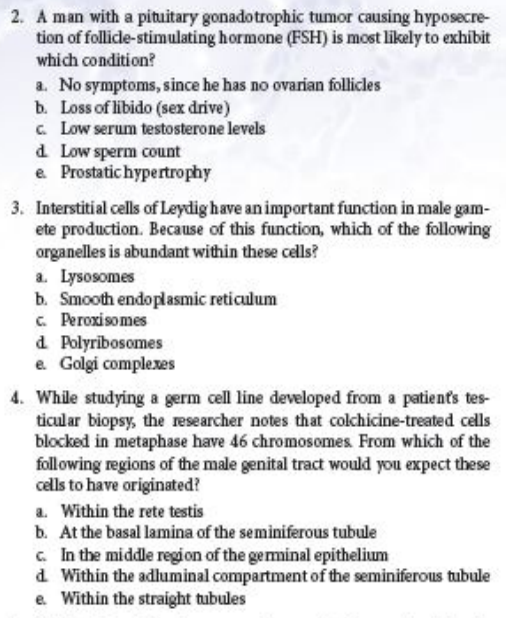 2. A man with a pituitary gonadotrophic tumor causing hyposecre-
tion of follicle-stimulating hormone (FSH) is most likely to exhibit
which condition?
a. No symptoms, since he has no ovarian follicles
b. Loss of libido (sex drive)
c. Low serum testosterone levels
d. Low sperm count
e. Prostatic hypertrophy
3. Interstitial cells of Leydig have an important function in male gam-
ete production. Because of this function, which of the following
organelles is abundant within these cells?
a. Lysosomes
b. Smooth endoplasmic reticulum
c. Peroxisomes
d. Polyribosomes
e. Golgi complexes
4. While studying a germ cell line developed from a patient's tes-
ticular biopsy, the researcher notes that colchicine-treated cells
blocked in metaphase have 46 chromosomes. From which of the
following regions of the male genital tract would you expect these
cells to have originated?
a. Within the rete testis
b. At the basal lamina of the seminiferous tubule
c. In the middle region of the germinal epithelium
d. Within the adluminal compartment of the seminiferous tubule
e. Within the straight tubules